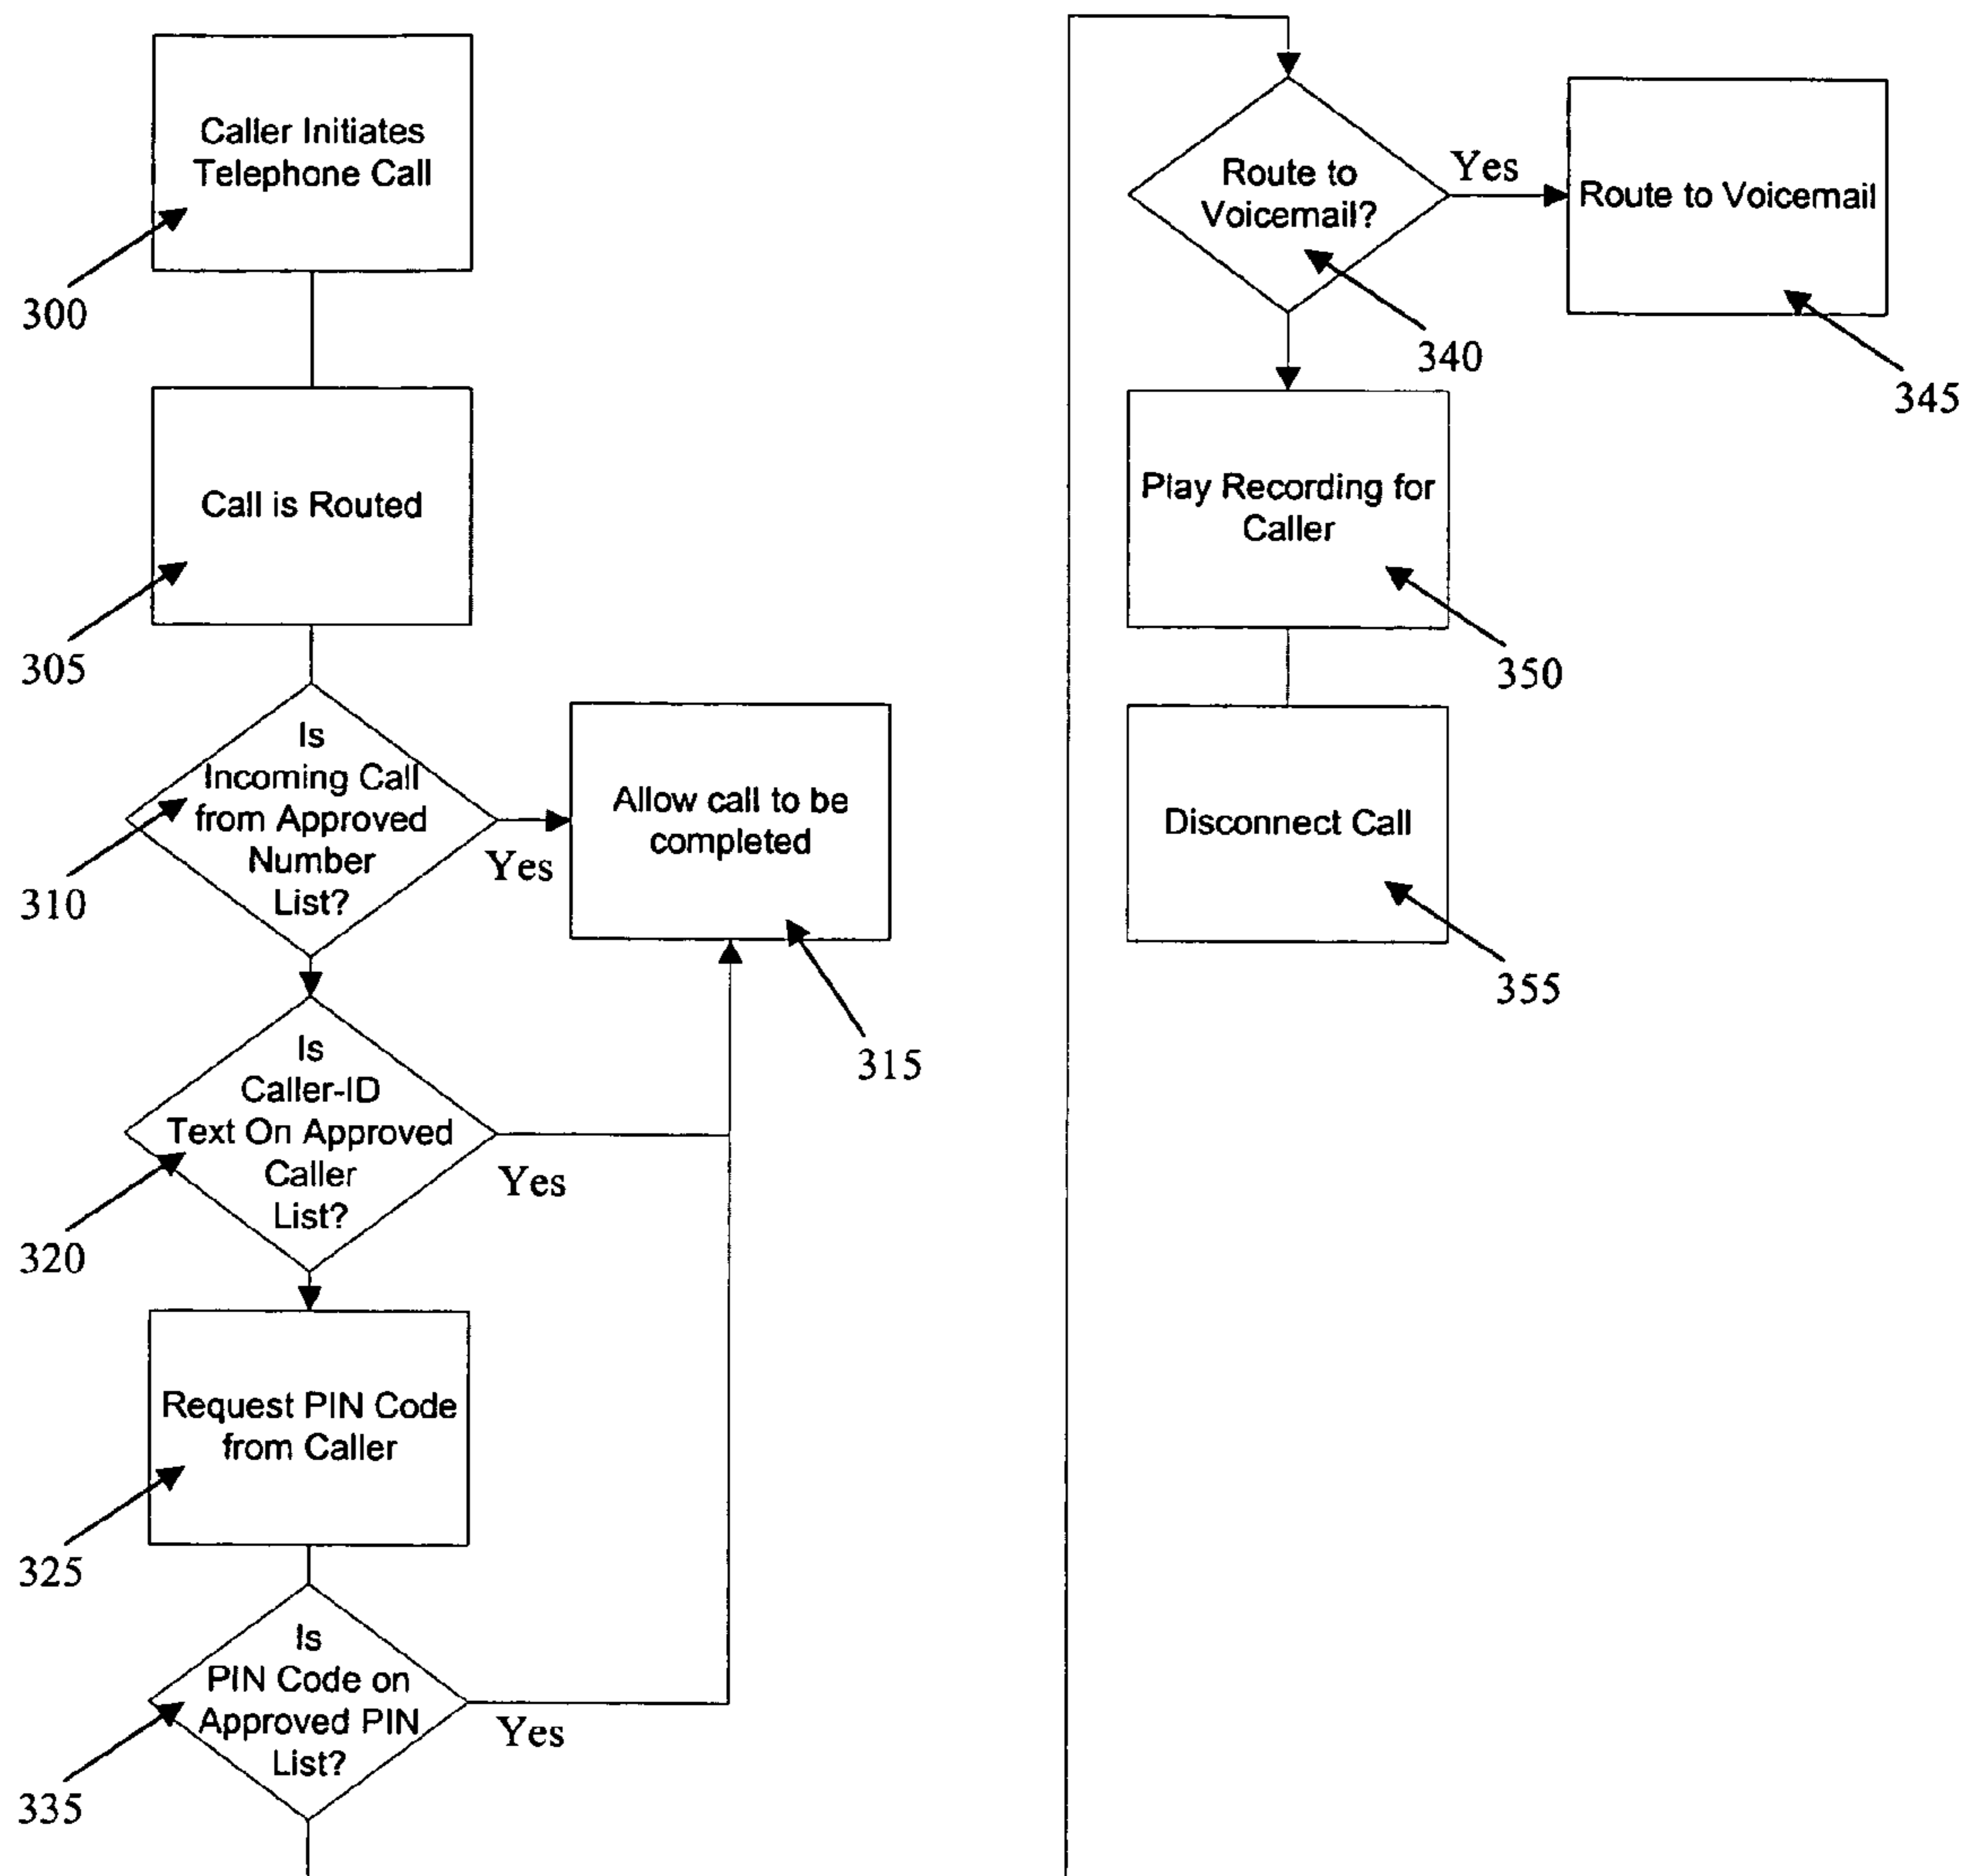 Caller Initiates
Telephone Call
300
Call is Routed
305
Is
Incoming Call
from Approved
Number
List?
310
Yes
Allow call to be
completed
315
Is
Caller-ID
Text On Approved
Caller
List?
320
Yes
Request PIN Code
from Caller
325
Is
PIN Code on
Approved PIN
List?
335
Yes
Route to
Voicemail?
340
Yes
Route to Voicemail
345
Play Recording for
Caller
350
Disconnect Call
355